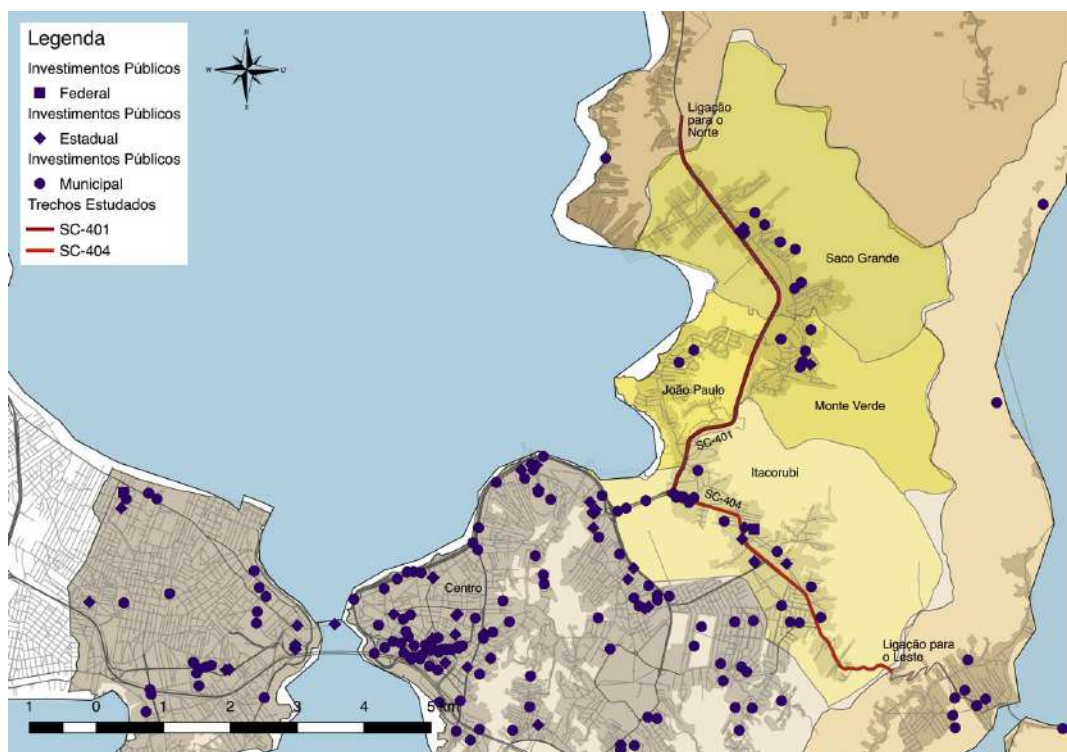 Legenda
Investimentos Públicos
Federal
Investimentos Públicos
Estadual
Investimentos Públicos
Municipal
Trechos Estudados
SC-401
SC-404
N
W
O
S
Ligação
para o
Norte
Saco Grande
João Paulo
Monte Verde
SC-401
Itacorubi
SC-404
Centro
Ligação para
o Leste
1 0 1 2 3 4 5 km